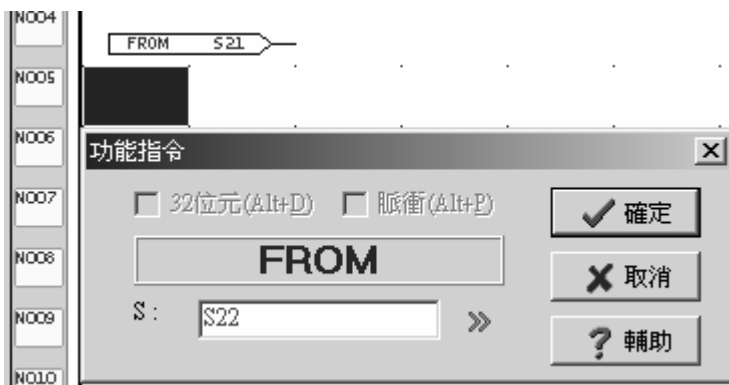 N004
FROM S21
N005
N006
功能指令
N007
32位元(Alt+D) 脈衝(Alt+P)
確定
N008
FROM
取消
N009
S: S22
輔助
N010